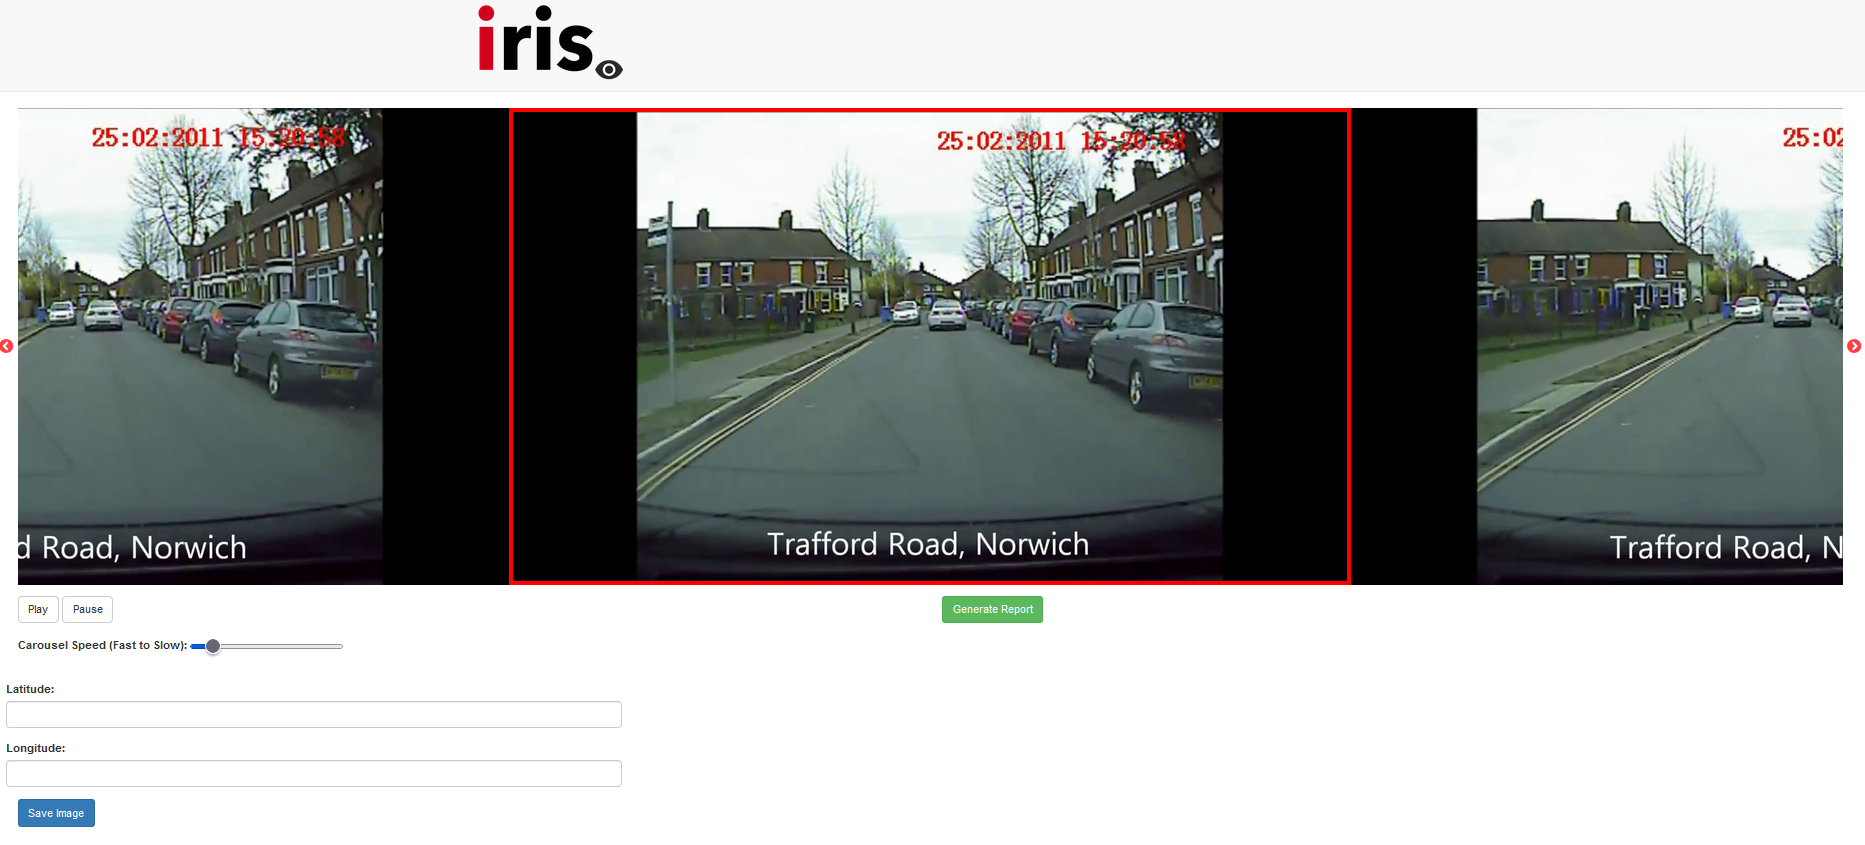 iris
25:02:2011 15:20:58
25:02:2011 15:20:58
25:02
d Road, Norwich
Trafford Road, Norwich
Trafford Road, N
Play
Pause
Generate Report
Carousel Speed (Fast to Slow):
Latitude:
Longitude:
Save Image